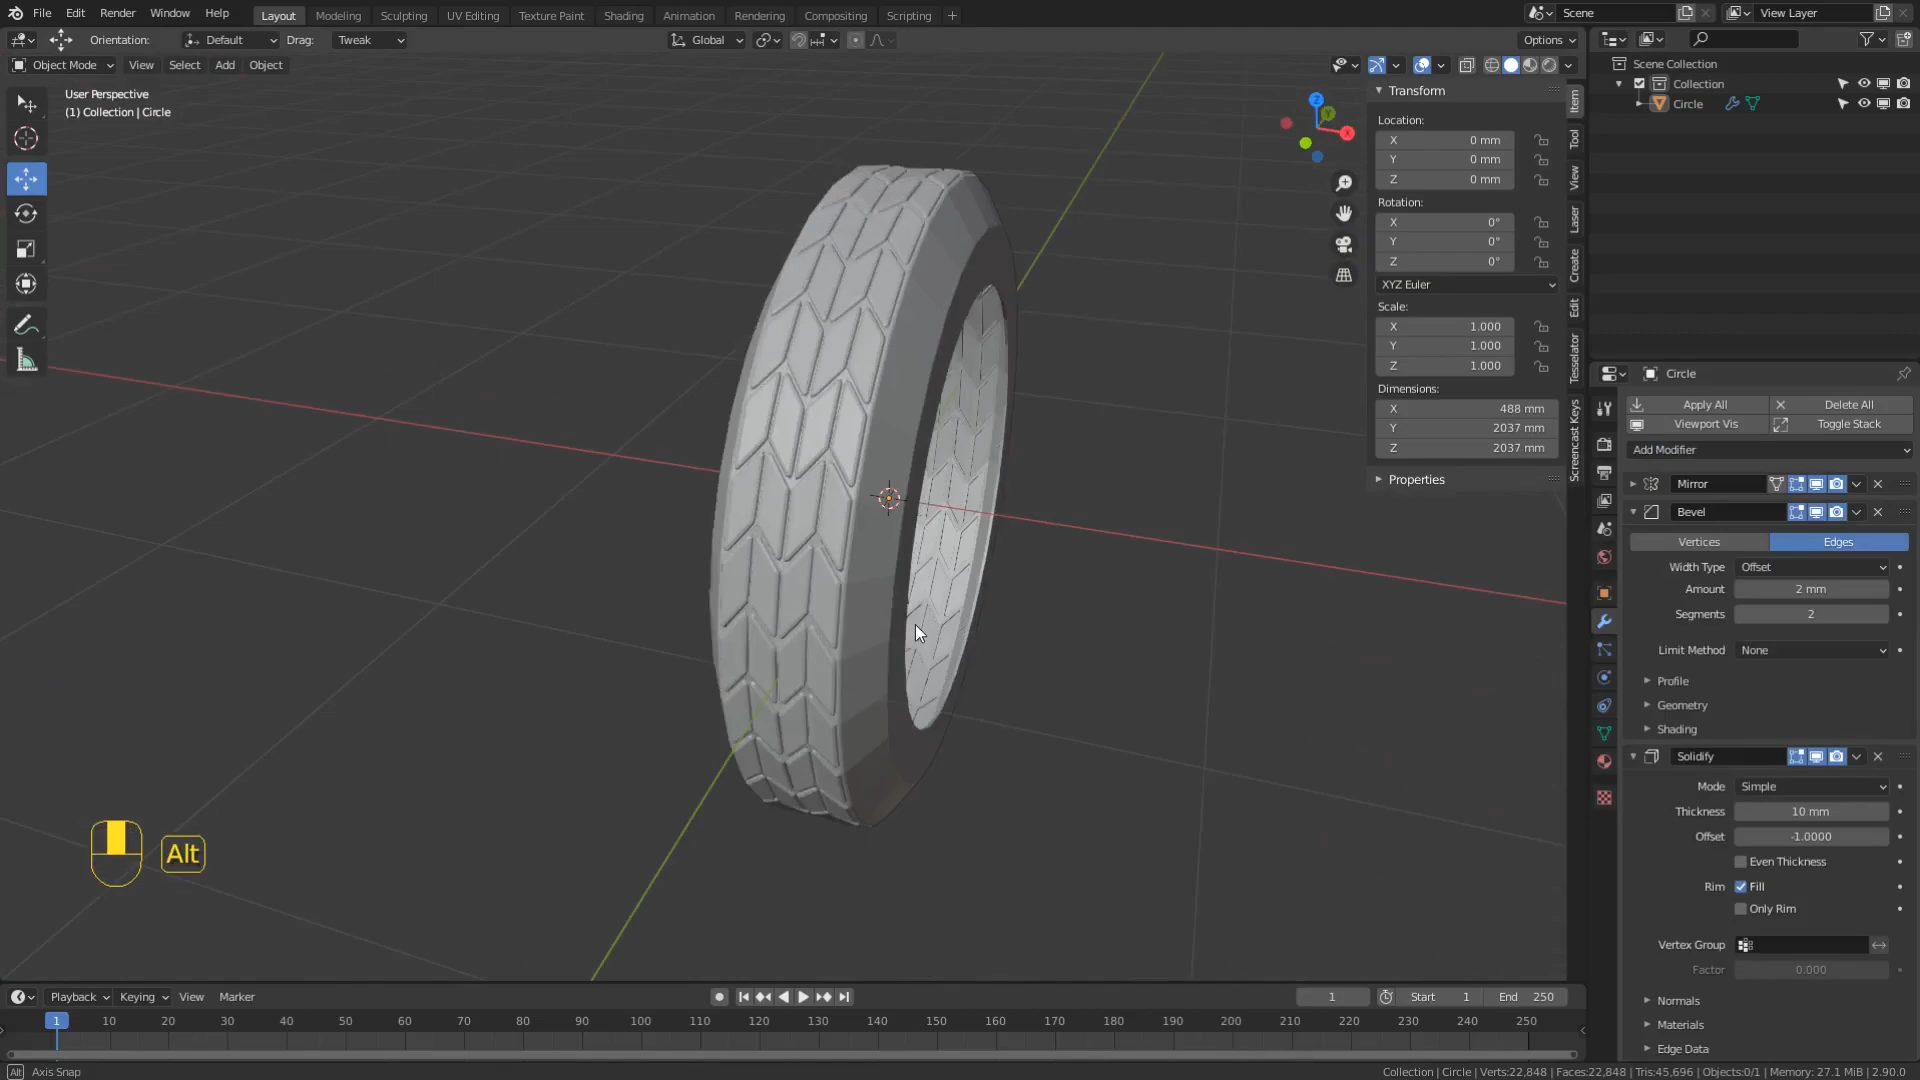 File Edit Render Window Help
Layout Modeling Sculpting UV Editing Texture Paint Shading Animation Rendering Compositing Scripting +
Scene
View Layer
Orientation: Default Drag: Tweak
Global
Options
Object Mode View Select Add Object
User Perspective
(1) Collection | Circle
Scene Collection
Collection
Circle
Transform
Location:
X 0 mm
Y 0 mm
Z 0 mm
Rotation:
X 0°
Y 0°
Z 0°
XYZ Euler
Scale:
X 1.000
Y 1.000
Z 1.000
Dimensions:
X 488 mm
Y 2037 mm
Z 2037 mm
Properties
Item
Tool
View
Laser
Create
Edit
Tesselator
Screencast Keys
Z
Y
X
Circle
Apply All Delete All
Viewport Vis Toggle Stack
Add Modifier
Mirror
Bevel
Vertices Edges
Width Type Offset
Amount 2 mm
Segments 2
Limit Method None
Profile
Geometry
Shading
Solidify
Mode Simple
Thickness 10 mm
Offset -1.0000
Even Thickness
Rim Fill
Only Rim
Vertex Group
Factor 0.000
Normals
Materials
Edge Data
Alt
Playback Keying View Marker
1
Start 1
End 250
1 10 20 30 40 50 60 70 80 90 100 110 120 130 140 150 160 170 180 190 200 210 220 230 240 250
Alt Axis Snap
Collection | Circle | Verts:22,848 | Faces:22,848 | Tris:45,696 | Objects:0/1 | Memory: 27.1 MiB | 2.90.0